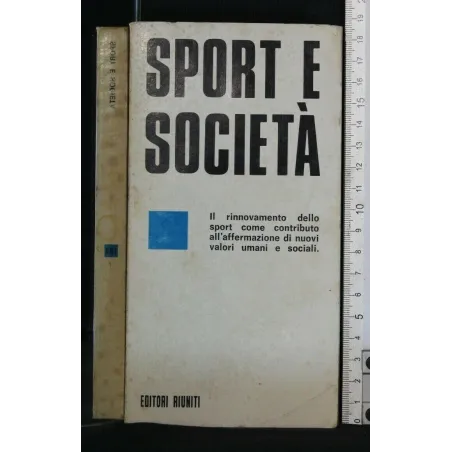 SPORT E
SOCIETÀ
Il rinnovamento dello
sport come contributo
all'affermazione di nuovi
valori umani e sociali.
EDITORI RIUNITI